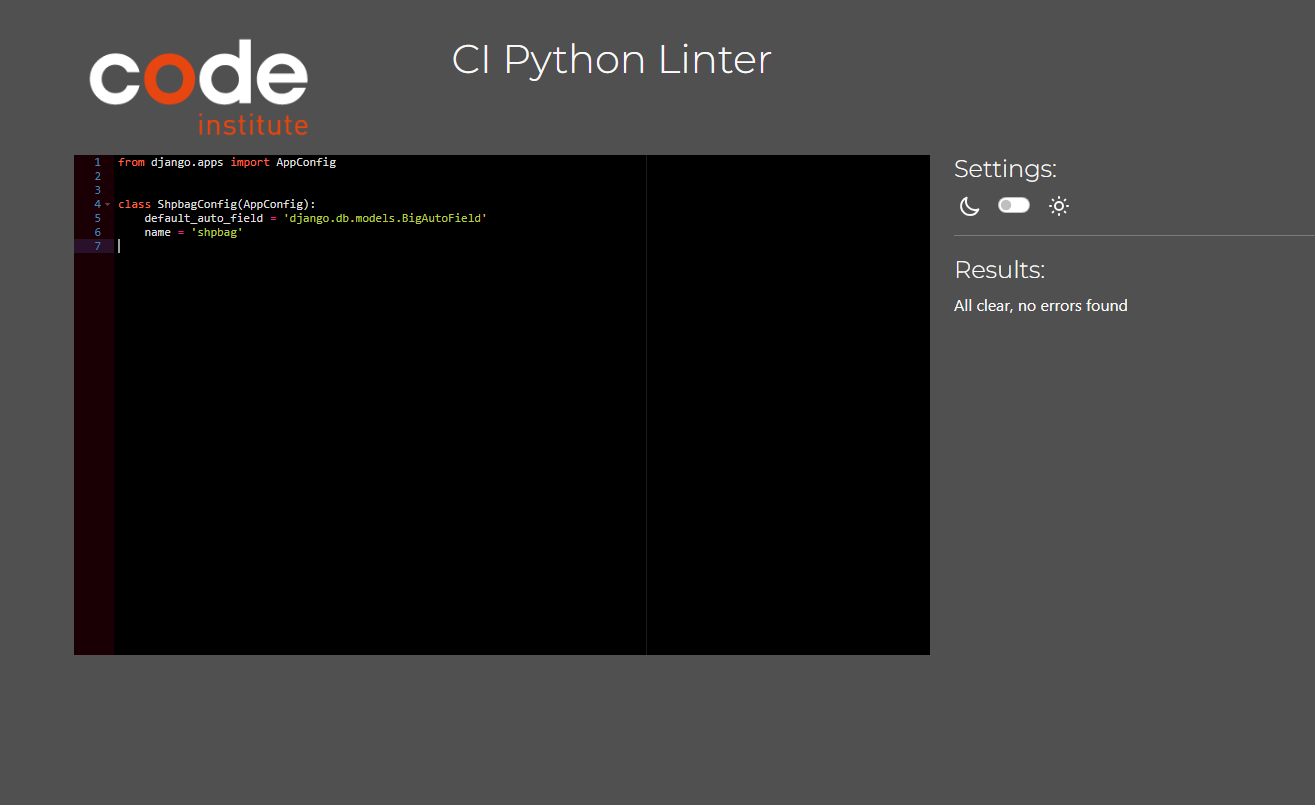 code
institute
CI Python Linter
1 from django.apps import AppConfig
2
3
4 class ShpbagConfig(AppConfig):
5     default_auto_field = 'django.db.models.BigAutoField'
6     name = 'shpbag'
7
Settings:
Results:
All clear, no errors found